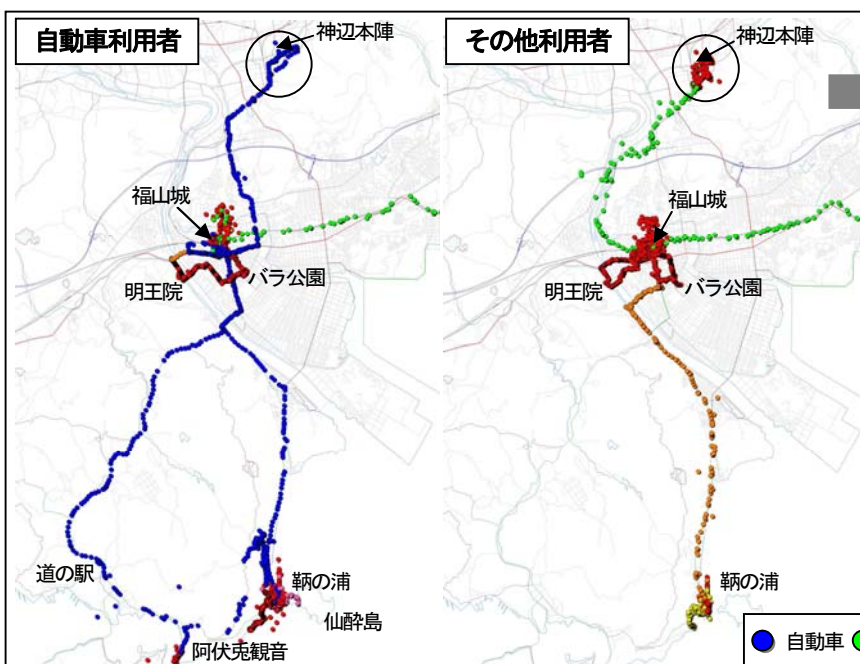 自動車利用者
神辺本陣
福山城
明王院
バラ公園
道の駅
鞆の浦
仙酔島
阿伏兎観音
その他利用者
神辺本陣
福山城
明王院
バラ公園
鞆の浦
自動車